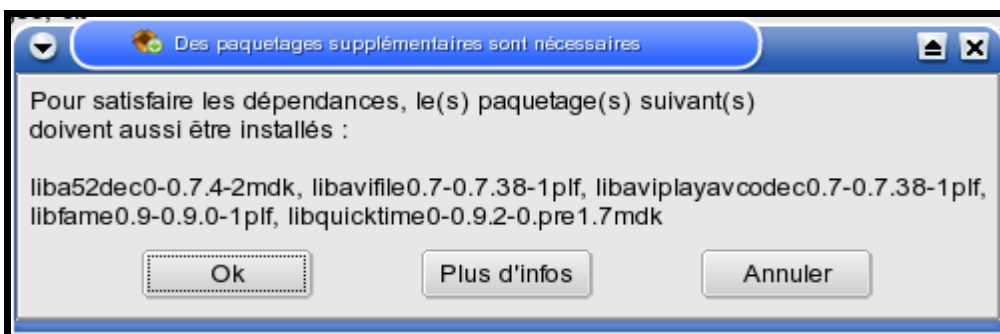 Des paquetages supplémentaires sont nécessaires
Pour satisfaire les dépendances, le(s) paquetage(s) suivant(s)
doivent aussi être installés :
liba52dec0-0.7.4-2mdk, libavifile0.7-0.7.38-1plf, libaviplayavcodec0.7-0.7.38-1plf,
libfame0.9-0.9.0-1plf, libquicktime0-0.9.2-0.pre1.7mdk
Ok
Plus d'infos
Annuler